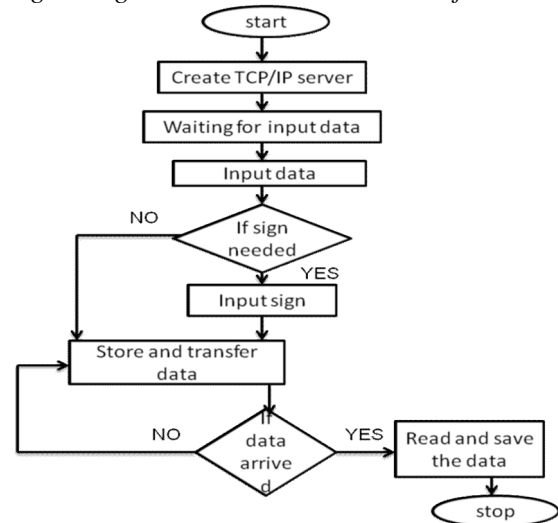 start
Create TCP/IP server
Waiting for input data
Input data
NO
If sign
needed
YES
Input sign
Store and transfer
data
NO
If
data
arrive
d
YES
Read and save
the data
stop